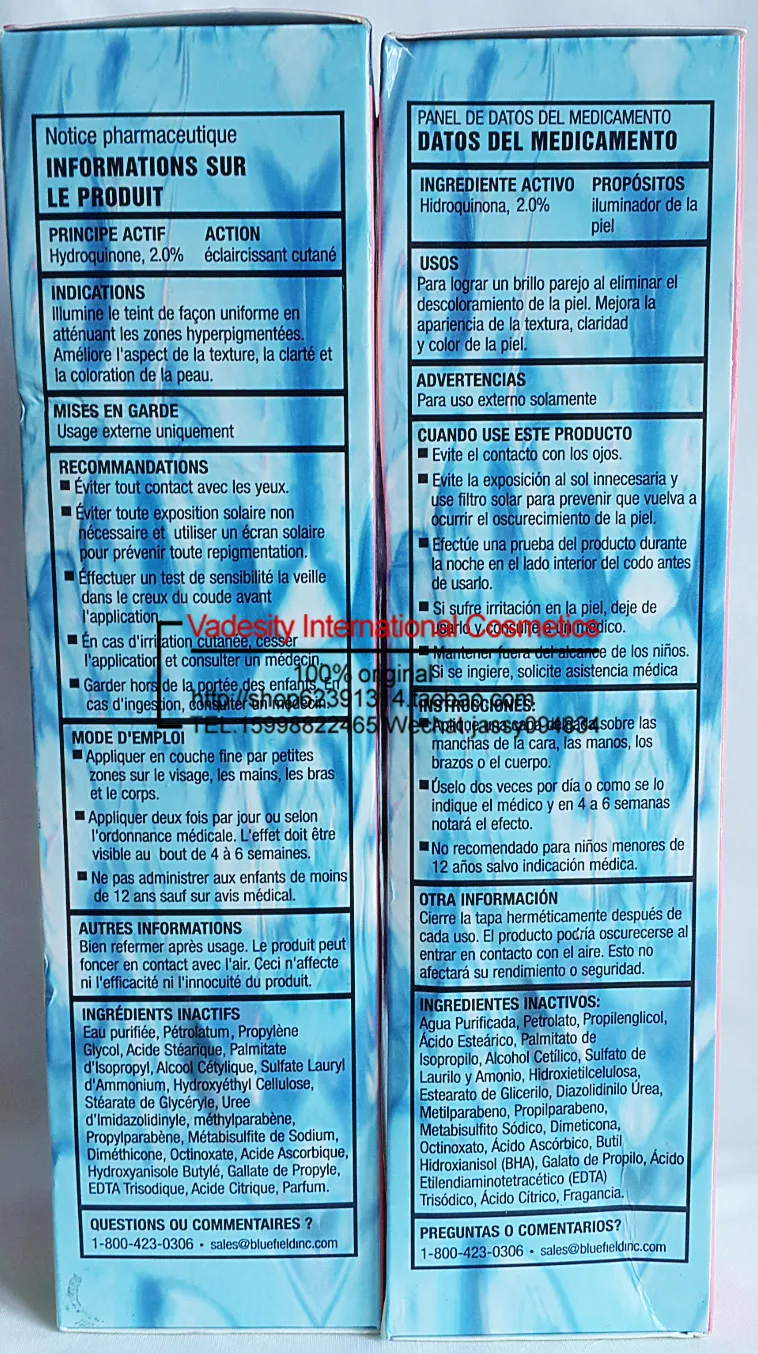 Notice pharmaceutique
INFORMATIONS SUR
LE PRODUIT
PRINCIPE ACTIF ACTION
Hydroquinone, 2.0% éclaircissant cutané
INDICATIONS
Illumine le teint de façon uniforme en
atténuant les zones hyperpigmentées.
Améliore l'aspect de la texture, la clarté et
la coloration de la peau.
MISES EN GARDE
Usage externe uniquement
RECOMMANDATIONS
■ Éviter tout contact avec les yeux.
■ Éviter toute exposition solaire non
nécessaire et utiliser un écran solaire
pour prévenir toute repigmentation.
■ Éffectuer un test de sensibilité la veille
dans le creux du coude avant
l'application
■ En cas d'irritation cutanée, cesser
l'application et consulter un médecin.
■ Garder hors de la portée des enfants. En
cas d'ingestion, consulter un médecin.
MODE D'EMPLOI
■ Appliquer en couche fine par petites
zones sur le visage, les mains, les bras
et le corps.
■ Appliquer deux fois par jour ou selon
l'ordonnance médicale. L'effet doit être
visible au bout de 4 à 6 semaines.
■ Ne pas administrer aux enfants de moins
de 12 ans sauf sur avis médical.
AUTRES INFORMATIONS
Bien refermer après usage. Le produit peut
foncer en contact avec l'air. Ceci n'affecte
ni l'efficacité ni l'innocuité du produit.
INGRÉDIENTS INACTIFS
Eau purifiée, Pétrolatum, Propylène
Glycol, Acide Stéarique, Palmitate
d'Isopropyl, Alcool Cétylique, Sulfate Lauryl
d'Ammonium, Hydroxyéthyl Cellulose,
Stéarate de Glycéryle, Uree
d'Imidazolidinyle, méthylparabène,
Propylparabène, Métabisulfite de Sodium,
Diméthicone, Octinoxate, Acide Ascorbique,
Hydroxyanisole Butylé, Gallate de Propyle,
EDTA Trisodique, Acide Citrique, Parfum.
QUESTIONS OU COMMENTAIRES ?
1-800-423-0306 • sales@bluefieldinc.com
PANEL DE DATOS DEL MEDICAMENTO
DATOS DEL MEDICAMENTO
INGREDIENTE ACTIVO PROPÓSITOS
Hidroquinona, 2.0% iluminador de la
piel
USOS
Para lograr un brillo parejo al eliminar el
descoloramiento de la piel. Mejora la
apariencia de la textura, claridad
y color de la piel.
ADVERTENCIAS
Para uso externo solamente
CUANDO USE ESTE PRODUCTO
■ Evite el contacto con los ojos.
■ Evite la exposición al sol innecesaria y
use filtro solar para prevenir que vuelva a
ocurrir el oscurecimiento de la piel.
■ Efectúe una prueba del producto durante
la noche en el lado interior del codo antes
de usarlo.
■ Si sufre irritación en la piel, deje de
usarlo y consulte a un médico.
■ Mantener fuera del alcance de los niños.
Si se ingiere, solicite asistencia médica
INSTRUCCIONES:
■ Aplique una capa delgada sobre las
manchas de la cara, las manos, los
brazos o el cuerpo.
■ Úselo dos veces por día o como se lo
indique el médico y en 4 a 6 semanas
notará el efecto.
■ No recomendado para niños menores de
12 años salvo indicación médica.
OTRA INFORMACIÓN
Cierre la tapa herméticamente después de
cada uso. El producto podría oscurecerse al
entrar en contacto con el aire. Esto no
afectará su rendimiento o seguridad.
INGREDIENTES INACTIVOS:
Agua Purificada, Petrolato, Propilenglicol,
Ácido Esteárico, Palmitato de
Isopropilo, Alcohol Cetílico, Sulfato de
Laurilo y Amonio, Hidroxietilcelulosa,
Estearato de Glicerilo, Diazolidinilo Úrea,
Metilparabeno, Propilparabeno,
Metabisulfito Sódico, Dimeticona,
Octinoxato, Ácido Ascórbico, Butil
Hidroxianisol (BHA), Galato de Propilo, Ácido
Etilendiaminotetracético (EDTA)
Trisódico, Ácido Cítrico, Fragancia.
PREGUNTAS O COMENTARIOS?
1-800-423-0306 • sales@bluefieldinc.com
Vadesity International Cosmetics
100% orginal
http://shop62391314.taobao.com
TEL:15998822465 Wechat:jassy094834